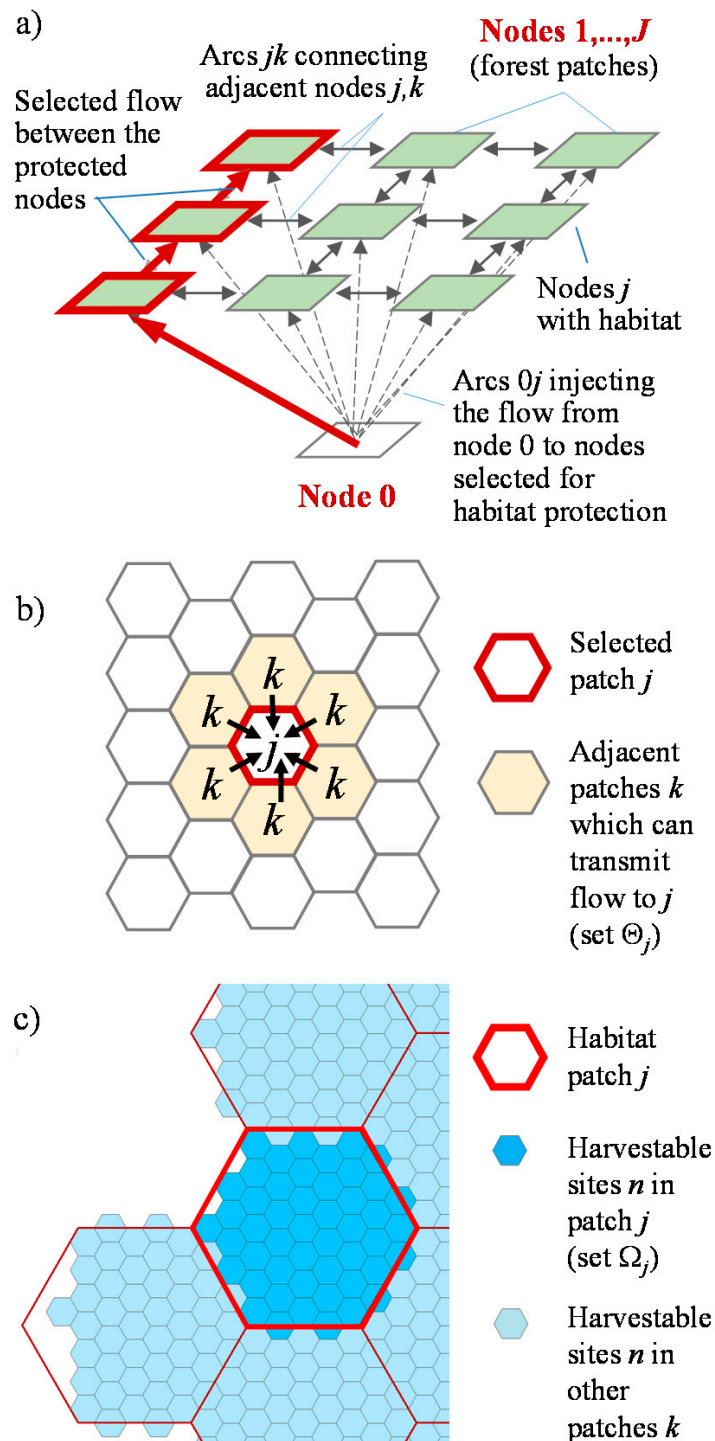 a)
Nodes 1,...,J
(forest patches)
Arcs jk connecting
adjacent nodes j,k
Selected flow
between the
protected
nodes
Nodes j
with habitat
Arcs 0j injecting
the flow from
node 0 to nodes
selected for
habitat protection
Node 0
b)
k
k
k
j
k
k
k
Selected
patch j
Adjacent
patches k
which can
transmit
flow to j
(set Θj)
c)
Habitat
patch j
Harvestable
sites n in
patch j
(set Ωj)
Harvestable
sites n in
other
patches k